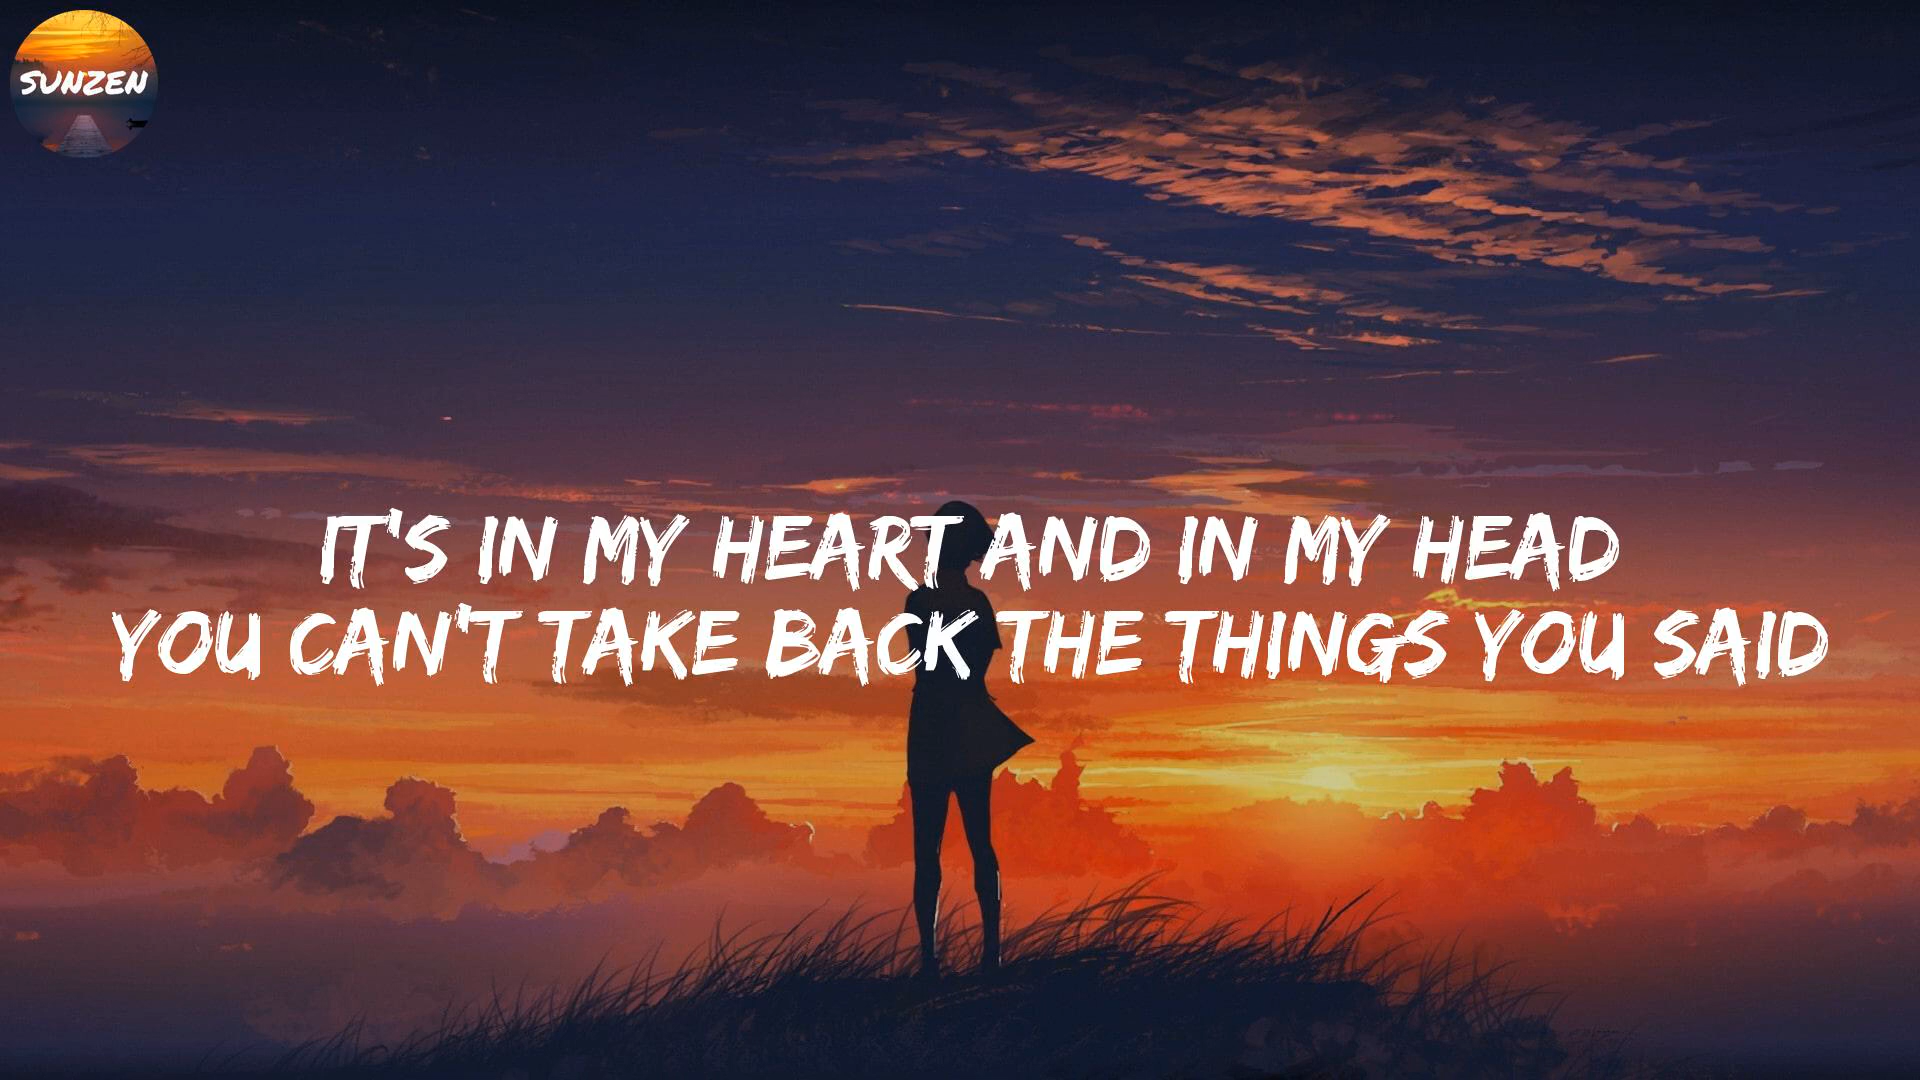 SUNZEN
IT'S IN MY HEART AND IN MY HEAD
YOU CAN'T TAKE BACK THE THINGS YOU SAID